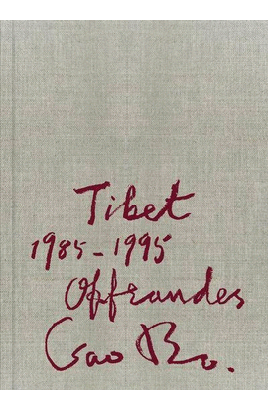 Tibet
1985-1995
Offrandes
Gao Bo.